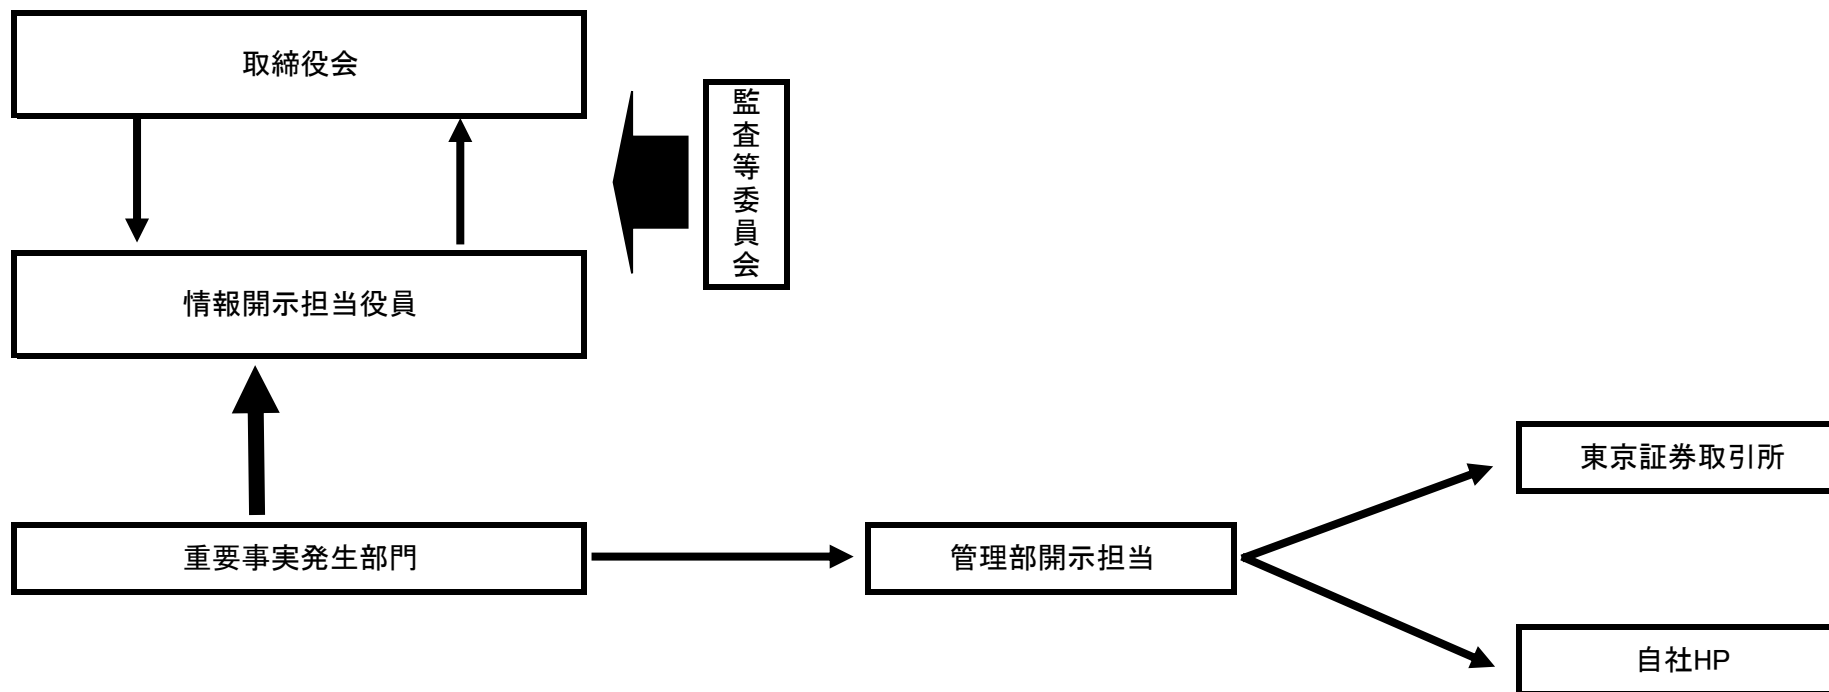 取締役会
監査等委員会
情報開示担当役員
東京証券取引所
重要事実発生部門
管理部開示担当
自社HP